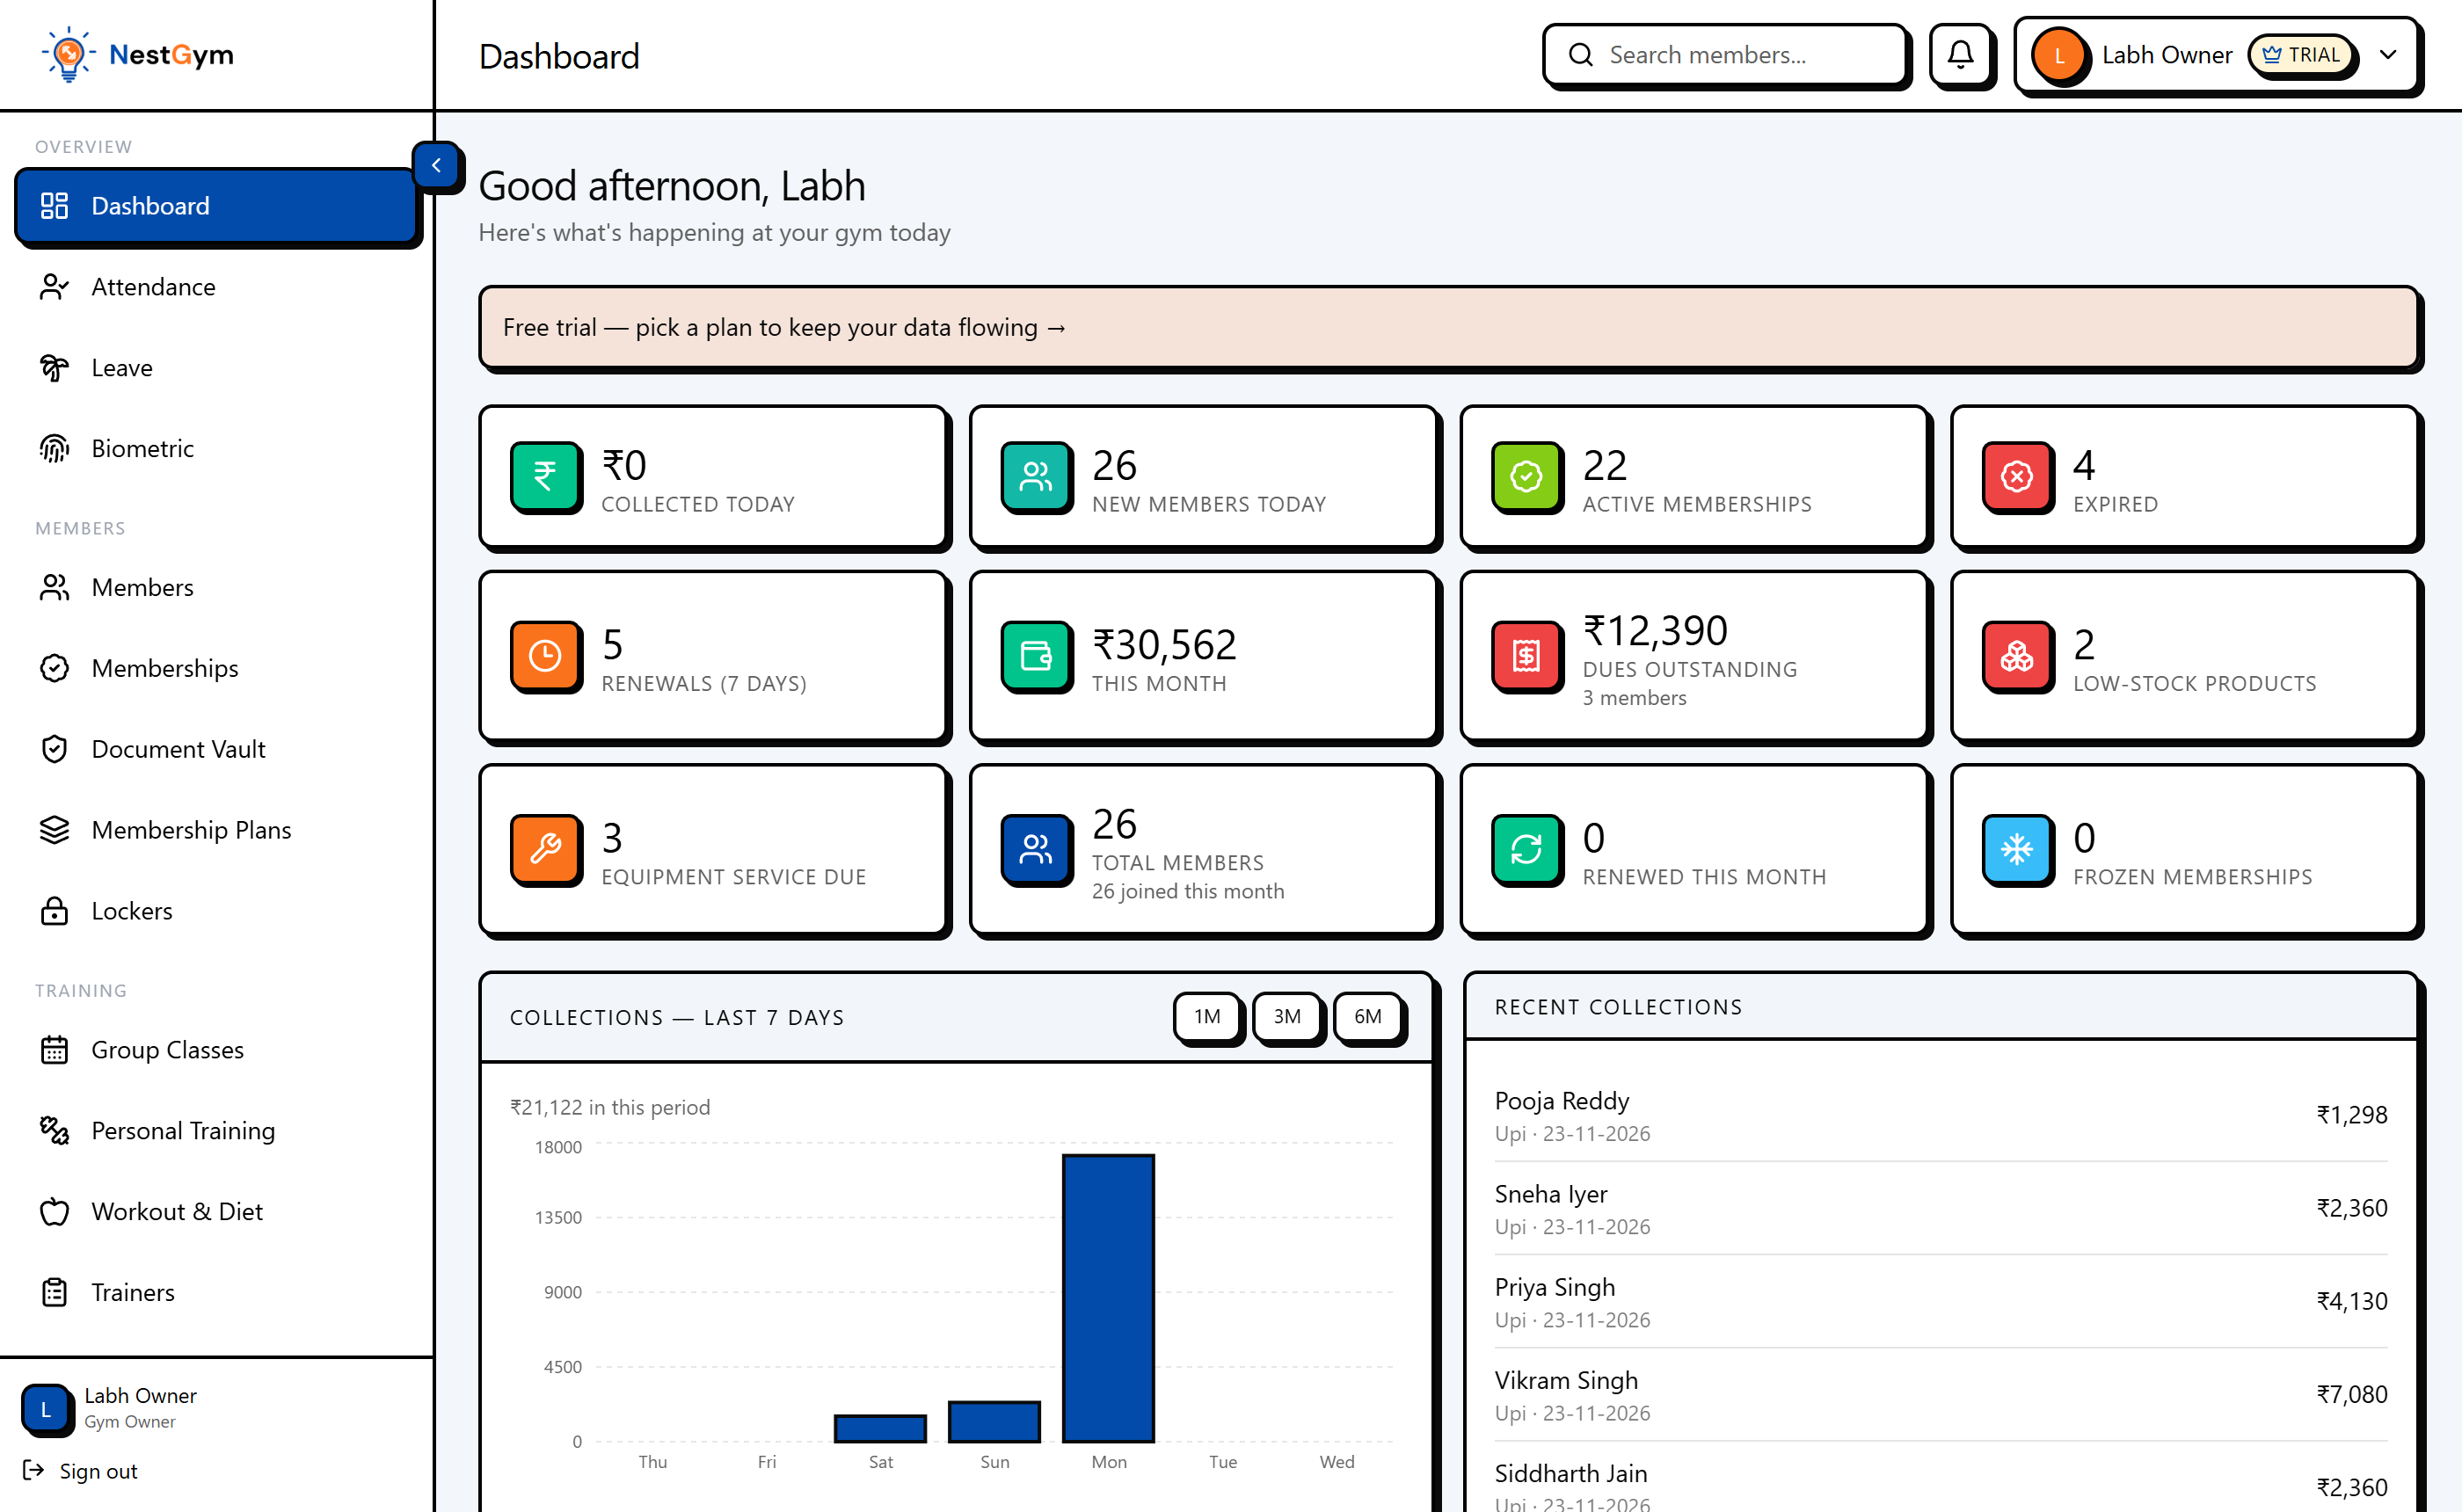 NestGym
Dashboard
Search members...
L
Labh Owner
TRIAL
OVERVIEW
Dashboard
Attendance
Leave
Biometric
MEMBERS
Members
Memberships
Document Vault
Membership Plans
Lockers
TRAINING
Group Classes
Personal Training
Workout & Diet
Trainers
L
Labh Owner
Gym Owner
Sign out
Good afternoon, Labh
Here's what's happening at your gym today
Free trial — pick a plan to keep your data flowing →
₹0
COLLECTED TODAY
26
NEW MEMBERS TODAY
22
ACTIVE MEMBERSHIPS
4
EXPIRED
5
RENEWALS (7 DAYS)
₹30,562
THIS MONTH
₹12,390
DUES OUTSTANDING
3 members
2
LOW-STOCK PRODUCTS
3
EQUIPMENT SERVICE DUE
26
TOTAL MEMBERS
26 joined this month
0
RENEWED THIS MONTH
0
FROZEN MEMBERSHIPS
COLLECTIONS — LAST 7 DAYS
1M
3M
6M
₹21,122 in this period
18000
13500
9000
4500
0
Thu
Fri
Sat
Sun
Mon
Tue
Wed
RECENT COLLECTIONS
Pooja Reddy
Upi · 23-11-2026
₹1,298
Sneha Iyer
Upi · 23-11-2026
₹2,360
Priya Singh
Upi · 23-11-2026
₹4,130
Vikram Singh
Upi · 23-11-2026
₹7,080
Siddharth Jain
Upi · 23-11-2026
₹2,360